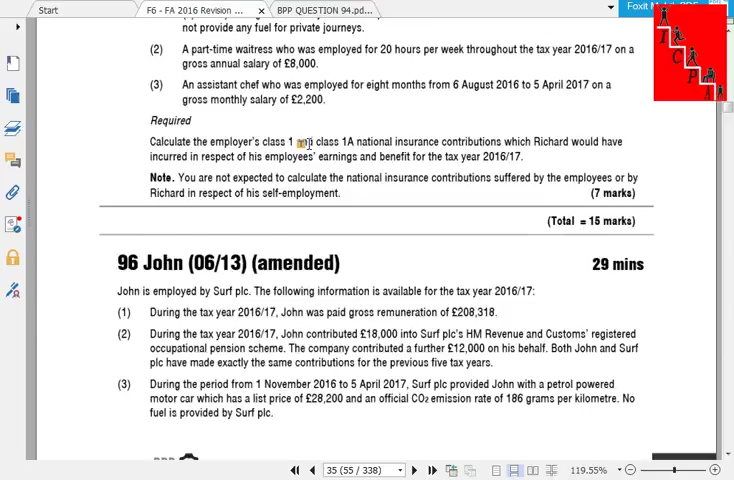 Start
F6 - FA 2016 Revision ...
BPP QUESTION 94.pd...
Foxit
I
C
P
A
not provide any fuel for private journeys.
(2) A part-time waitress who was employed for 20 hours per week throughout the tax year 2016/17 on a
gross annual salary of £8,000.
(3) An assistant chef who was employed for eight months from 6 August 2016 to 5 April 2017 on a
gross monthly salary of £2,200.
Required
Calculate the employer's class 1 class 1A national insurance contributions which Richard would have
incurred in respect of his employees' earnings and benefit for the tax year 2016/17.
Note. You are not expected to calculate the national insurance contributions suffered by the employees or by
Richard in respect of his self-employment. (7 marks)
(Total = 15 marks)
96 John (06/13) (amended) 29 mins
John is employed by Surf plc. The following information is available for the tax year 2016/17:
(1) During the tax year 2016/17, John was paid gross remuneration of £208,318.
(2) During the tax year 2016/17, John contributed £18,000 into Surf plc's HM Revenue and Customs' registered
occupational pension scheme. The company contributed a further £12,000 on his behalf. Both John and Surf
plc have made exactly the same contributions for the previous five tax years.
(3) During the period from 1 November 2016 to 5 April 2017, Surf plc provided John with a petrol powered
motor car which has a list price of £28,200 and an official CO2 emission rate of 186 grams per kilometre. No
fuel is provided by Surf plc.
35 (55 / 338)
119.55%